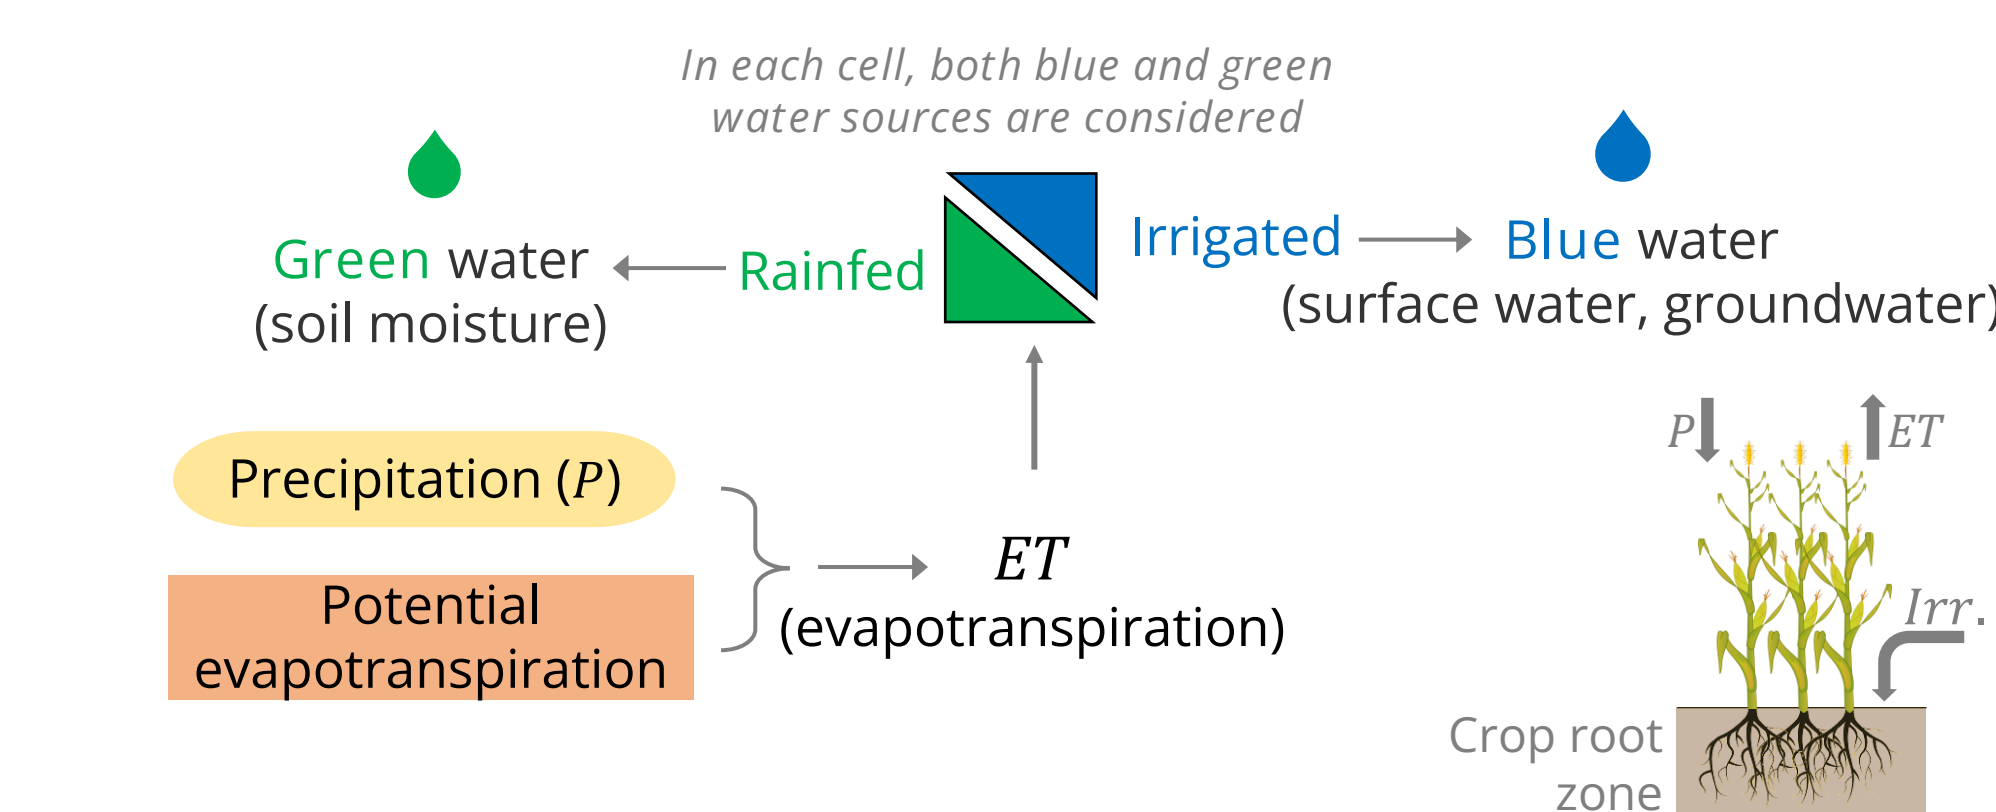 In each cell, both blue and green
water sources are considered
Green water
(soil moisture)
Rainfed
Irrigated
Blue water
(surface water, groundwater)
Precipitation (P)
Potential
evapotranspiration
ET
(evapotranspiration)
P
ET
Irr.
Crop root
zone